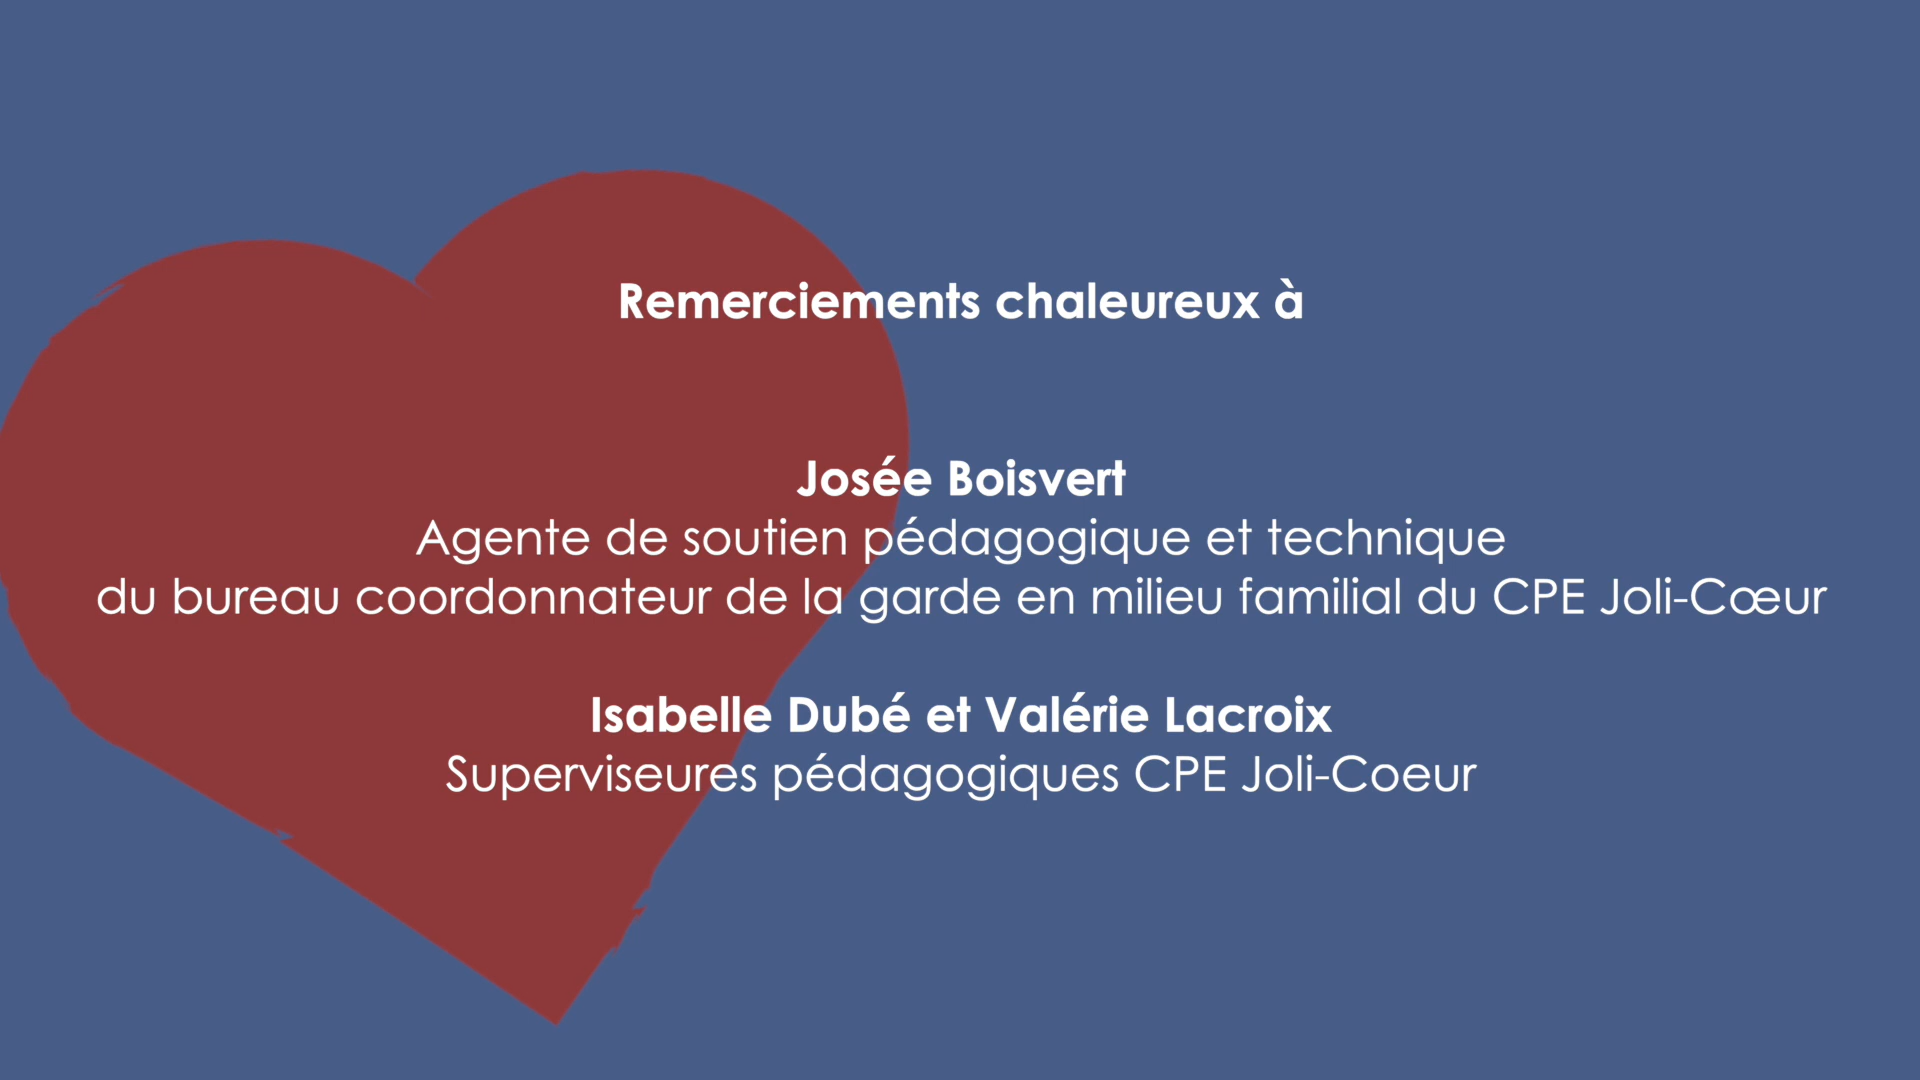 Remerciements chaleureux à
Josée Boisvert
Agente de soutien pédagogique et technique
du bureau coordonnateur de la garde en milieu familial du CPE Joli-Cœur
Isabelle Dubé et Valérie Lacroix
Superviseures pédagogiques CPE Joli-Coeur